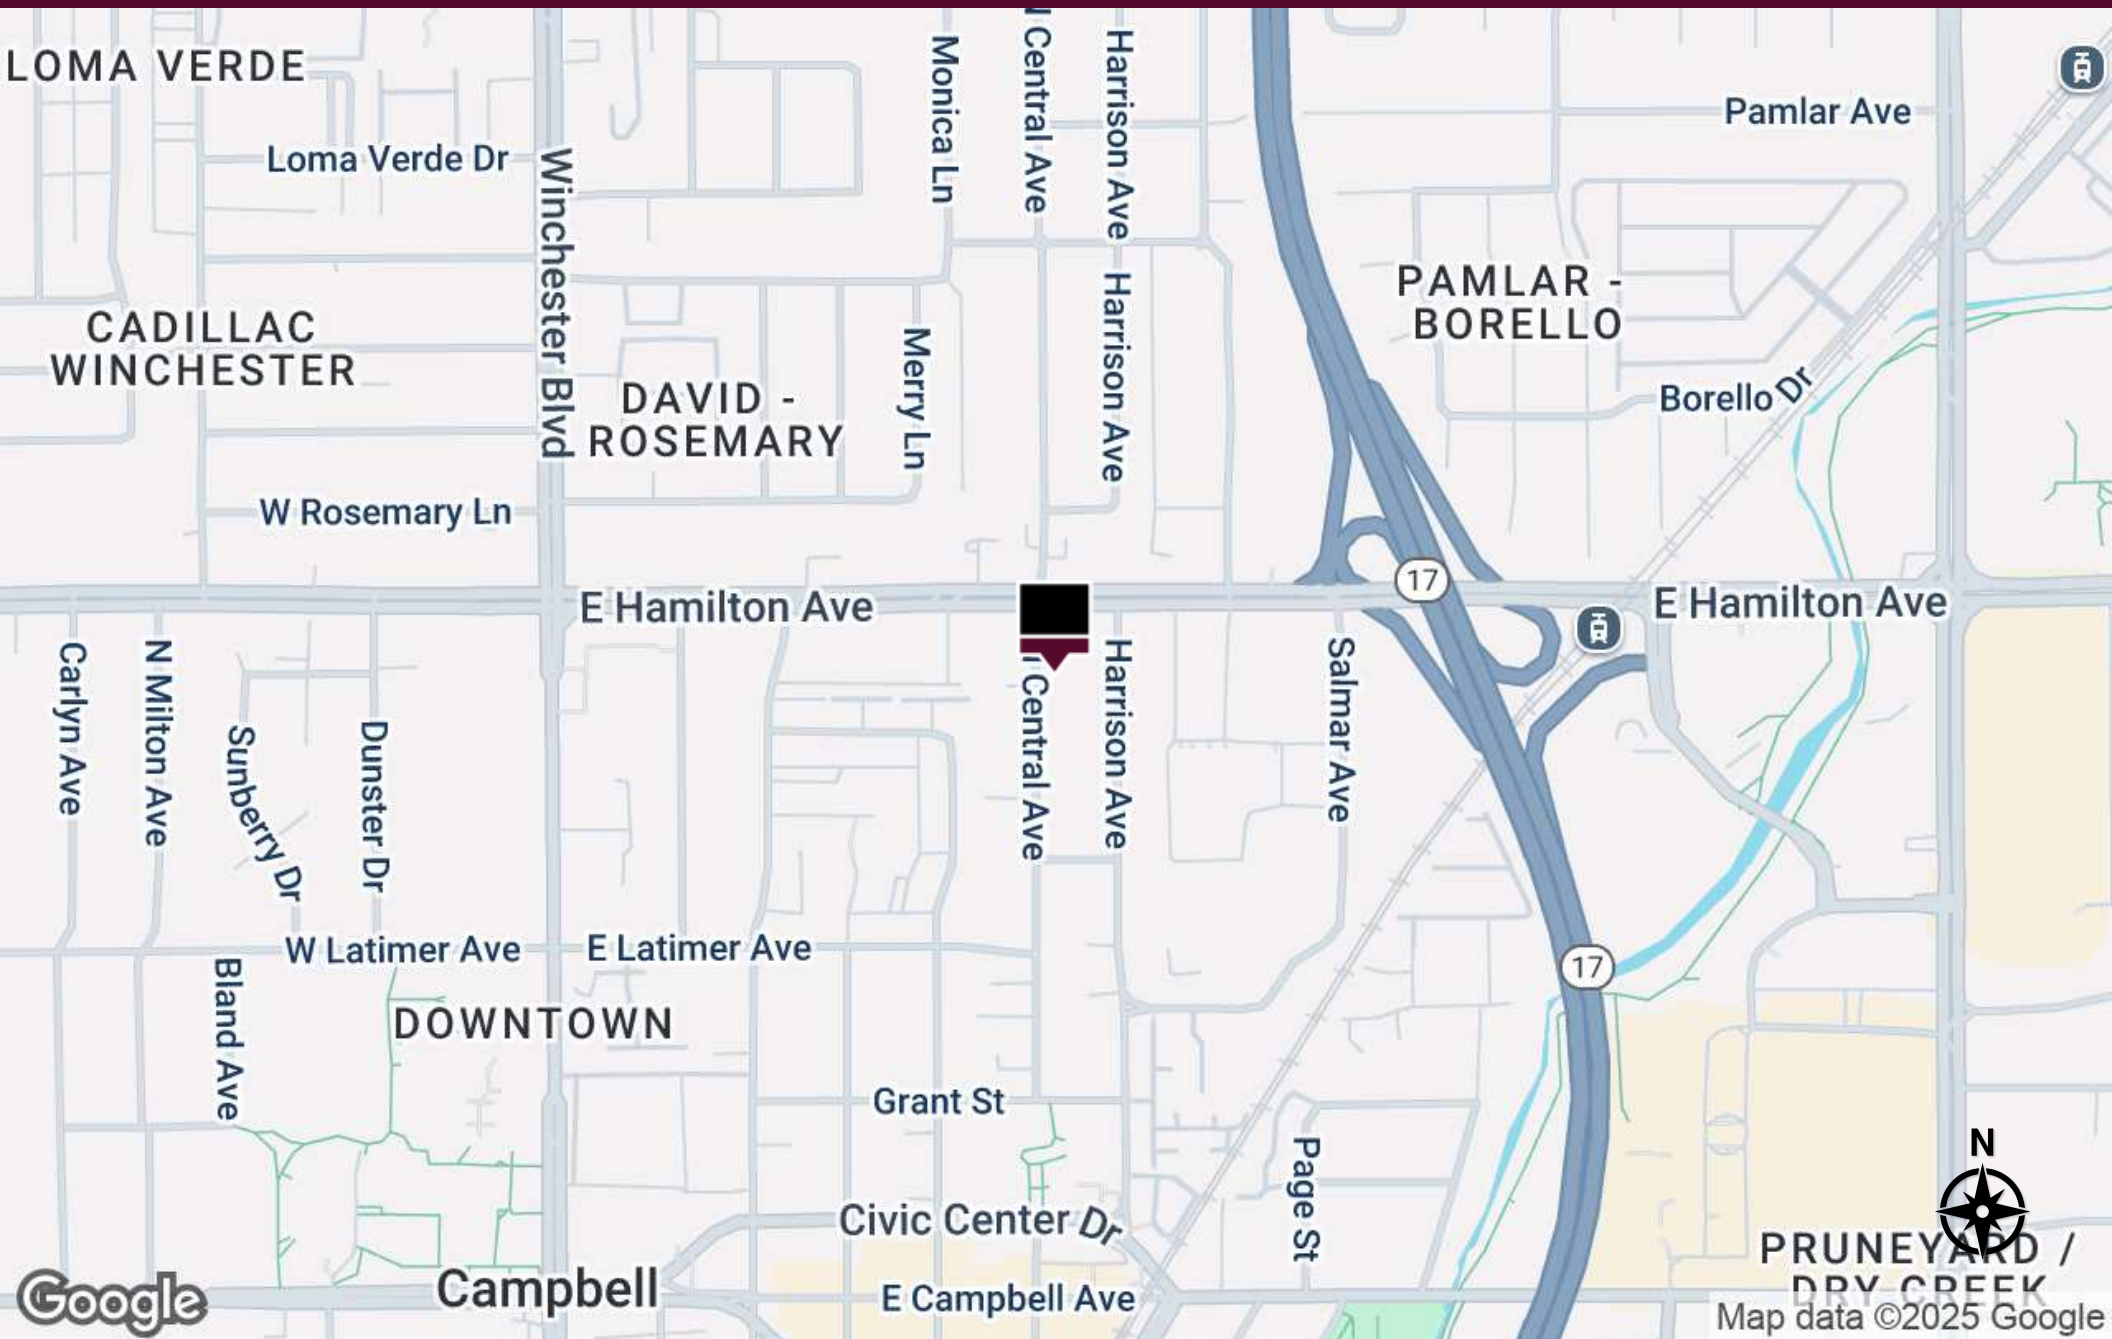 LOMA VERDE
Loma Verde Dr
Winchester Blvd
Monica Ln
Central Ave
Harrison Ave
Pamlar Ave
CADILLAC
WINCHESTER
DAVID -
ROSEMARY
Merry Ln
Harrison Ave
PAMLAR -
BORELLO
Borello Dr
W Rosemary Ln
E Hamilton Ave
17
E Hamilton Ave
Carlyn Ave
N Milton Ave
Sunberry Dr
Dunster Dr
Central Ave
Harrison Ave
Salmar Ave
W Latimer Ave
E Latimer Ave
17
Bland Ave
DOWNTOWN
Grant St
Page St
N
Civic Center Dr
PRUNEYARD /
DRY CREEK
Campbell
E Campbell Ave
Google
Map data ©2025 Google